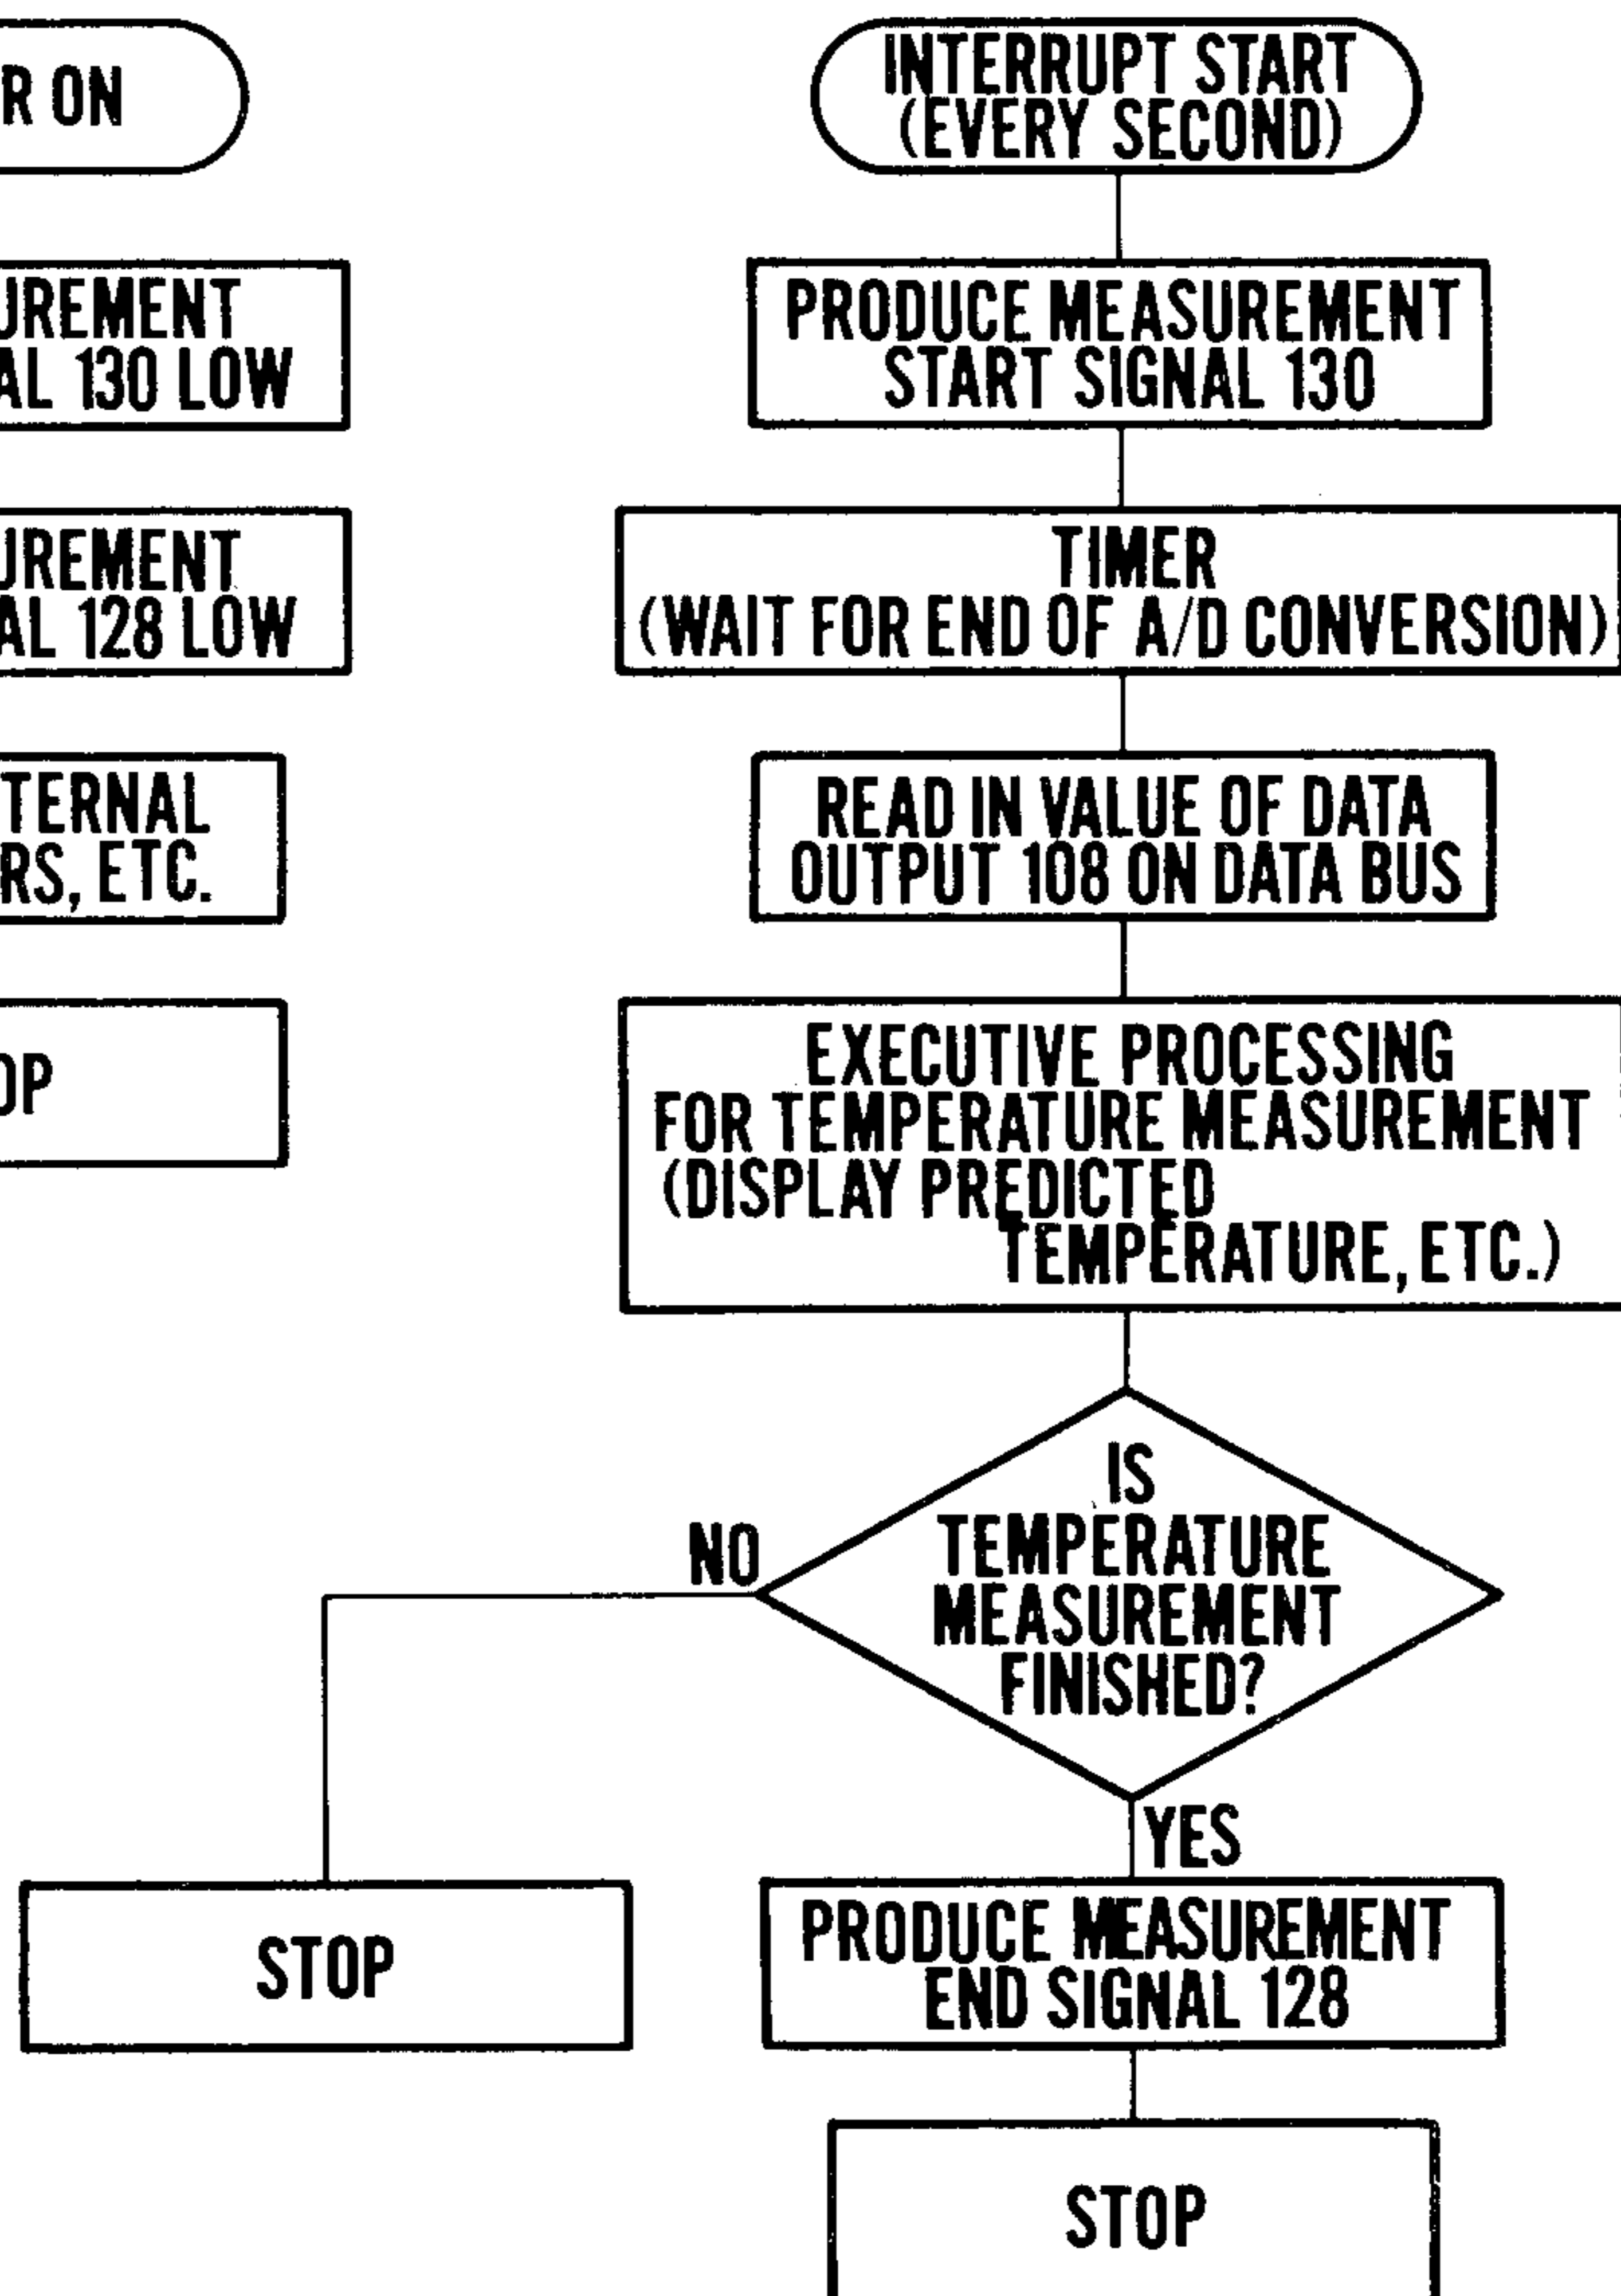 R ON
UREMENT
AL 130 LOW
UREMENT
AL 128 LOW
TERNAL
RS, ETC.
OP
INTERRUPT START
(EVERY SECOND)
PRODUCE MEASUREMENT
START SIGNAL 130
TIMER
(WAIT FOR END OF A/D CONVERSION)
READ IN VALUE OF DATA
OUTPUT 108 ON DATA BUS
EXECUTIVE PROCESSING
FOR TEMPERATURE MEASUREMENT
(DISPLAY PREDICTED
TEMPERATURE, ETC.)
IS
TEMPERATURE
MEASUREMENT
FINISHED?
NO
YES
STOP
PRODUCE MEASUREMENT
END SIGNAL 128
STOP